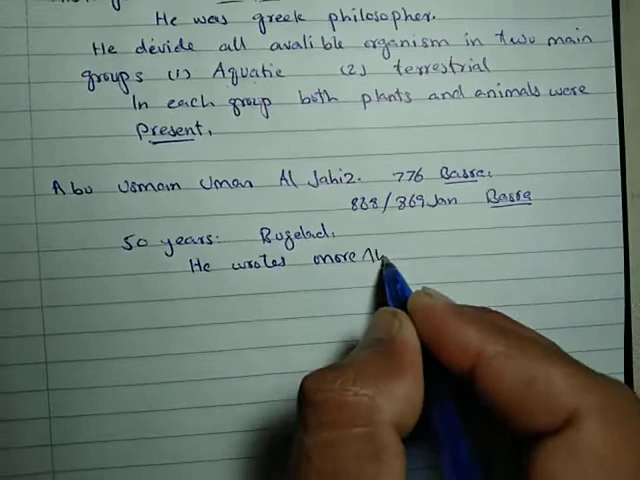 He was greek philosopher.
He devide all avalible organism in two main
groups (1) Aquatic (2) terrestrial
In each group both plants and animals were
present.
Abu Usman Umar Al Jahiz. 776 Basra.
868/869 Jan Basra
50 years: Bugdad.
He wrotes more